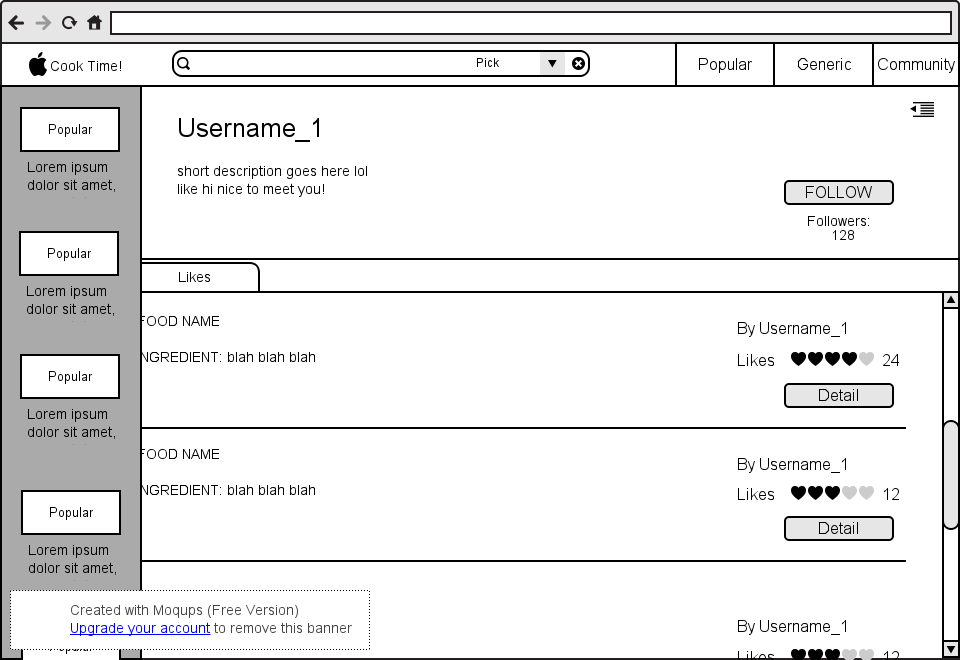 Cook Time!
Pick
Popular
Generic
Community
Popular
Lorem ipsum
dolor sit amet,
Popular
Lorem ipsum
dolor sit amet,
Popular
Lorem ipsum
dolor sit amet,
Popular
Lorem ipsum
dolor sit amet,
Popular
Username_1
short description goes here lol
like hi nice to meet you!
FOLLOW
Followers:
128
Likes
FOOD NAME
NGREDIENT: blah blah blah
By Username_1
Likes 24
Detail
FOOD NAME
NGREDIENT: blah blah blah
By Username_1
Likes 12
Detail
By Username_1
Likes 12
Created with Moqups (Free Version)
Upgrade your account to remove this banner